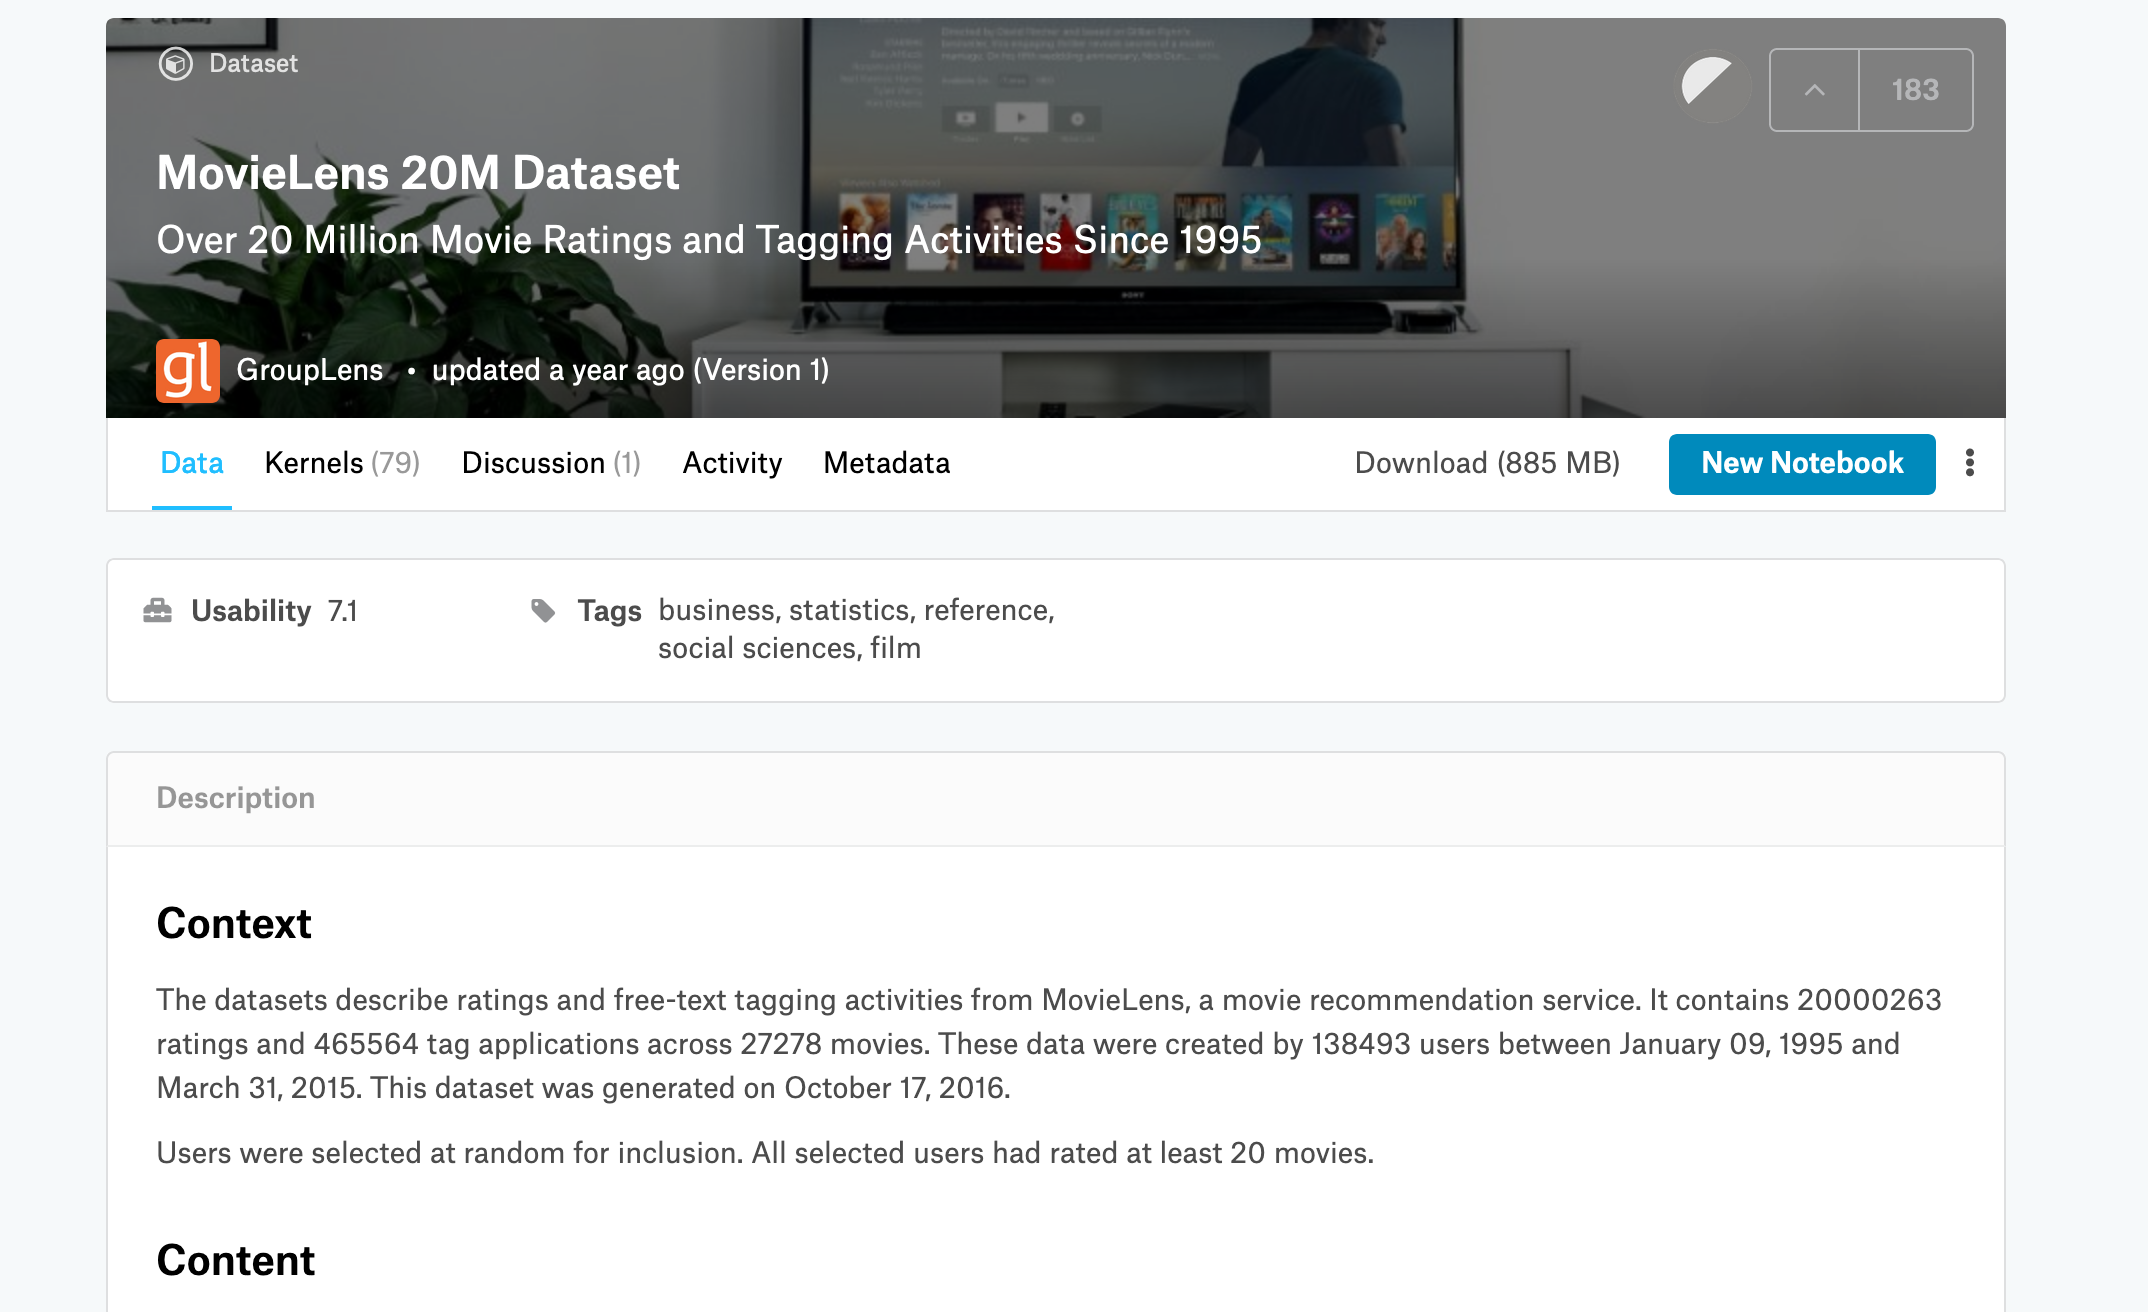 Dataset
183
MovieLens 20M Dataset
Over 20 Million Movie Ratings and Tagging Activities Since 1995
SONY
gl GroupLens • updated a year ago (Version 1)
Data Kernels (79) Discussion (1) Activity Metadata Download (885 MB) New Notebook
Usability 7.1 Tags business, statistics, reference,
social sciences, film
Description
Context
The datasets describe ratings and free-text tagging activities from MovieLens, a movie recommendation service. It contains 20000263
ratings and 465564 tag applications across 27278 movies. These data were created by 138493 users between January 09, 1995 and
March 31, 2015. This dataset was generated on October 17, 2016.
Users were selected at random for inclusion. All selected users had rated at least 20 movies.
Content